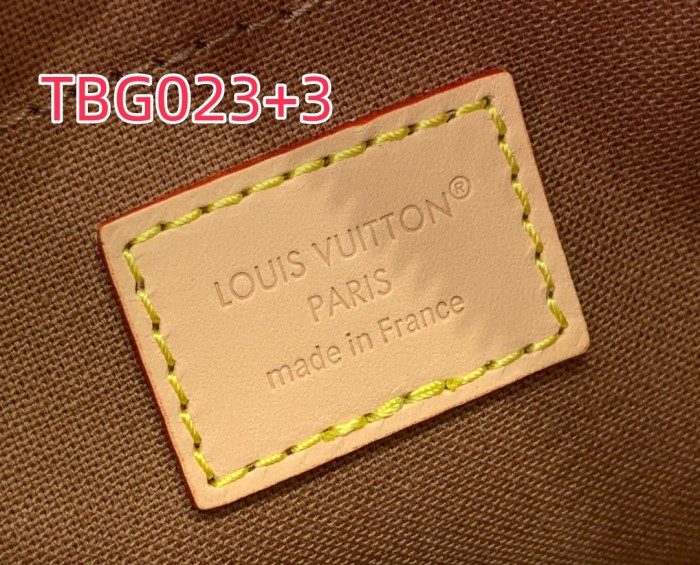 TBG023+3
LOUIS VUITTON®
PARIS
made in France